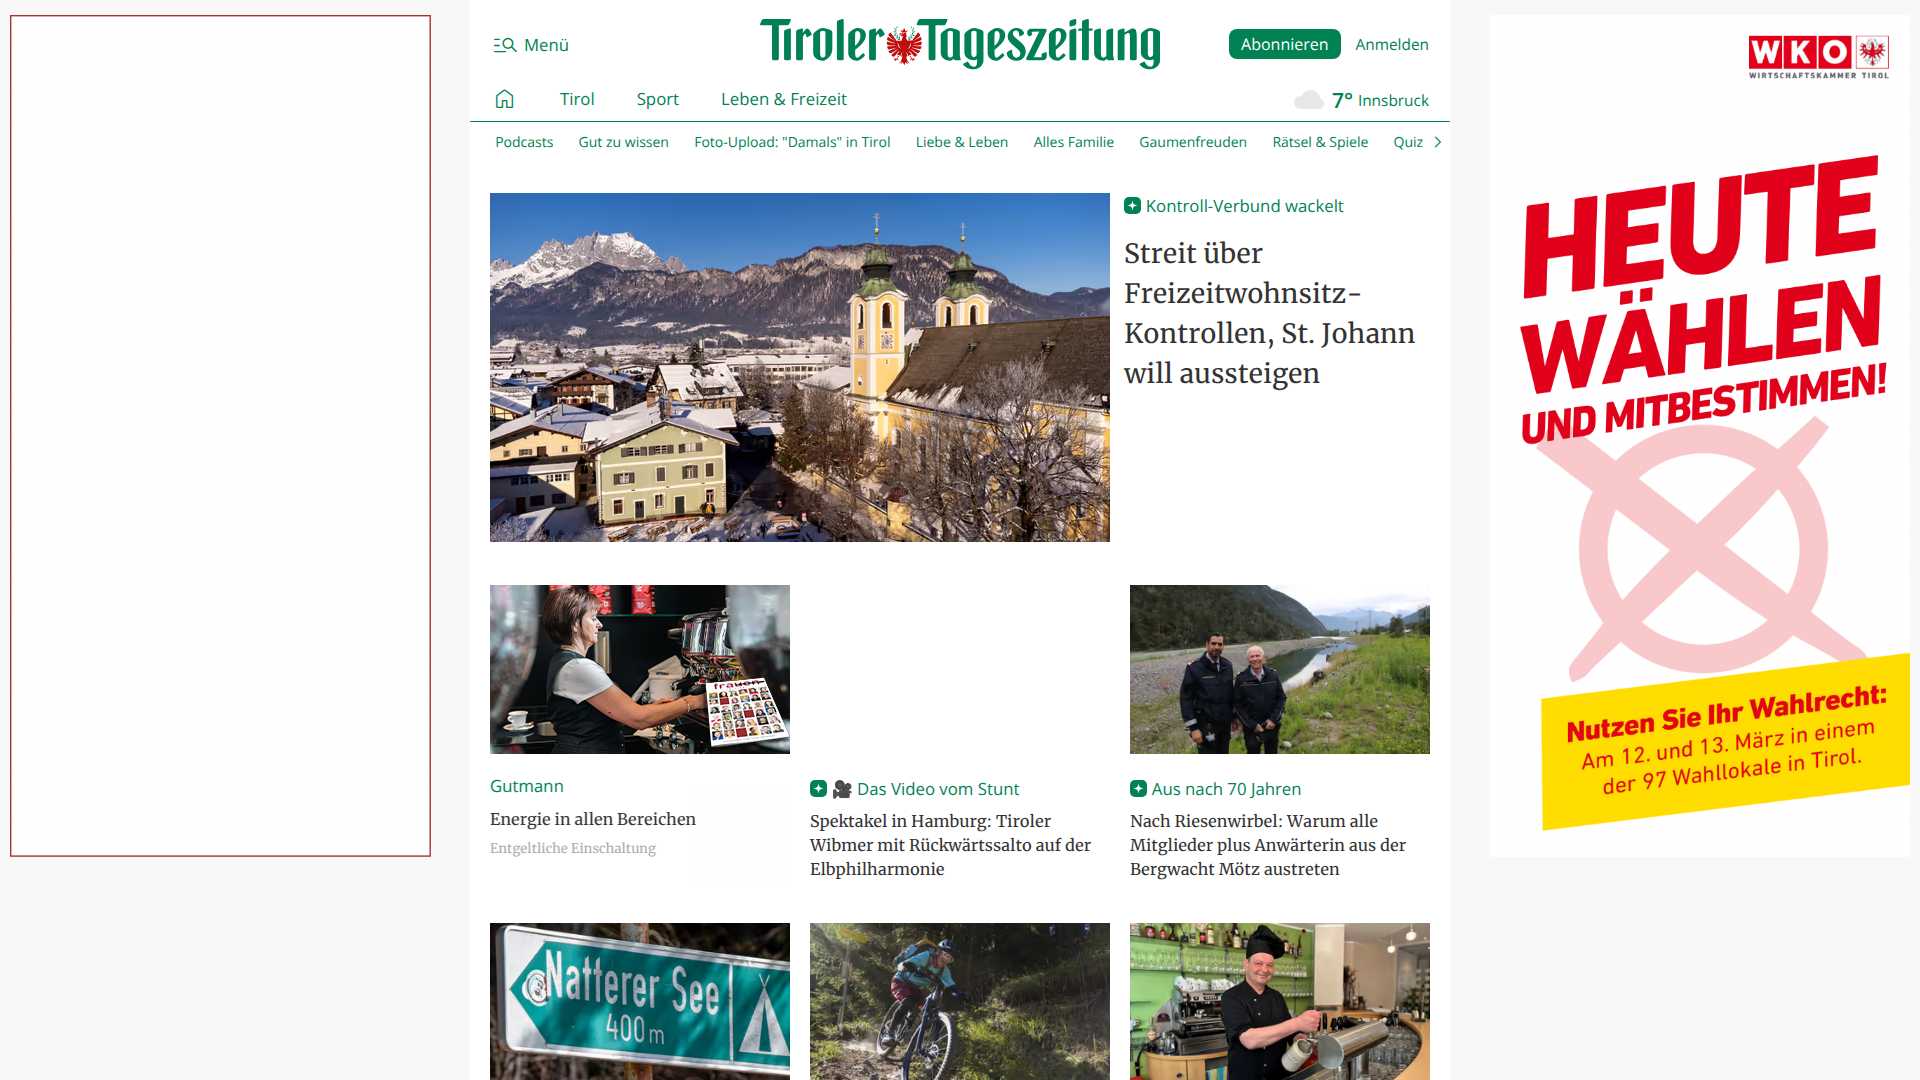 Menü
Tiroler Tageszeitung
Abonnieren
Anmelden
Tirol
Sport
Leben & Freizeit
7° Innsbruck
Podcasts
Gut zu wissen
Foto-Upload: "Damals" in Tirol
Liebe & Leben
Alles Familie
Gaumenfreuden
Rätsel & Spiele
Quiz
Kontroll-Verbund wackelt
Streit über
Freizeitwohnsitz-
Kontrollen, St. Johann
will aussteigen
frauen
Gutmann
Energie in allen Bereichen
Entgeltliche Einschaltung
Das Video vom Stunt
Spektakel in Hamburg: Tiroler
Wibmer mit Rückwärtssalto auf der
Elbphilharmonie
Aus nach 70 Jahren
Nach Riesenwirbel: Warum alle
Mitglieder plus Anwärterin aus der
Bergwacht Mötz austreten
Natterer See
400 m
WKO
WIRTSCHAFTSKAMMER TIROL
HEUTE
WÄHLEN
UND MITBESTIMMEN!
Nutzen Sie Ihr Wahlrecht:
Am 12. und 13. März in einem
der 97 Wahllokale in Tirol.